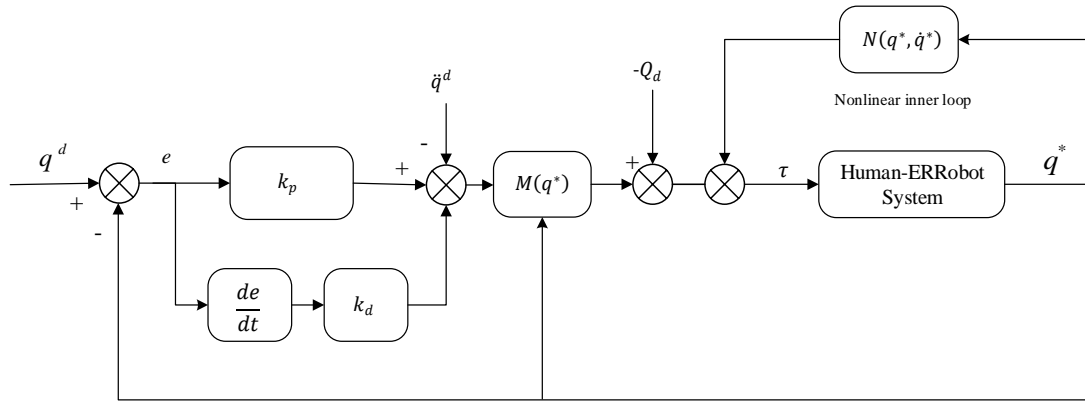 N(q*, q̇*)
-Q_d
q̈^d
Nonlinear inner loop
-
q^d
e
+
k_p
+
M(q*)
+
τ
Human-ERRobot
System
q*
-
de
dt
k_d